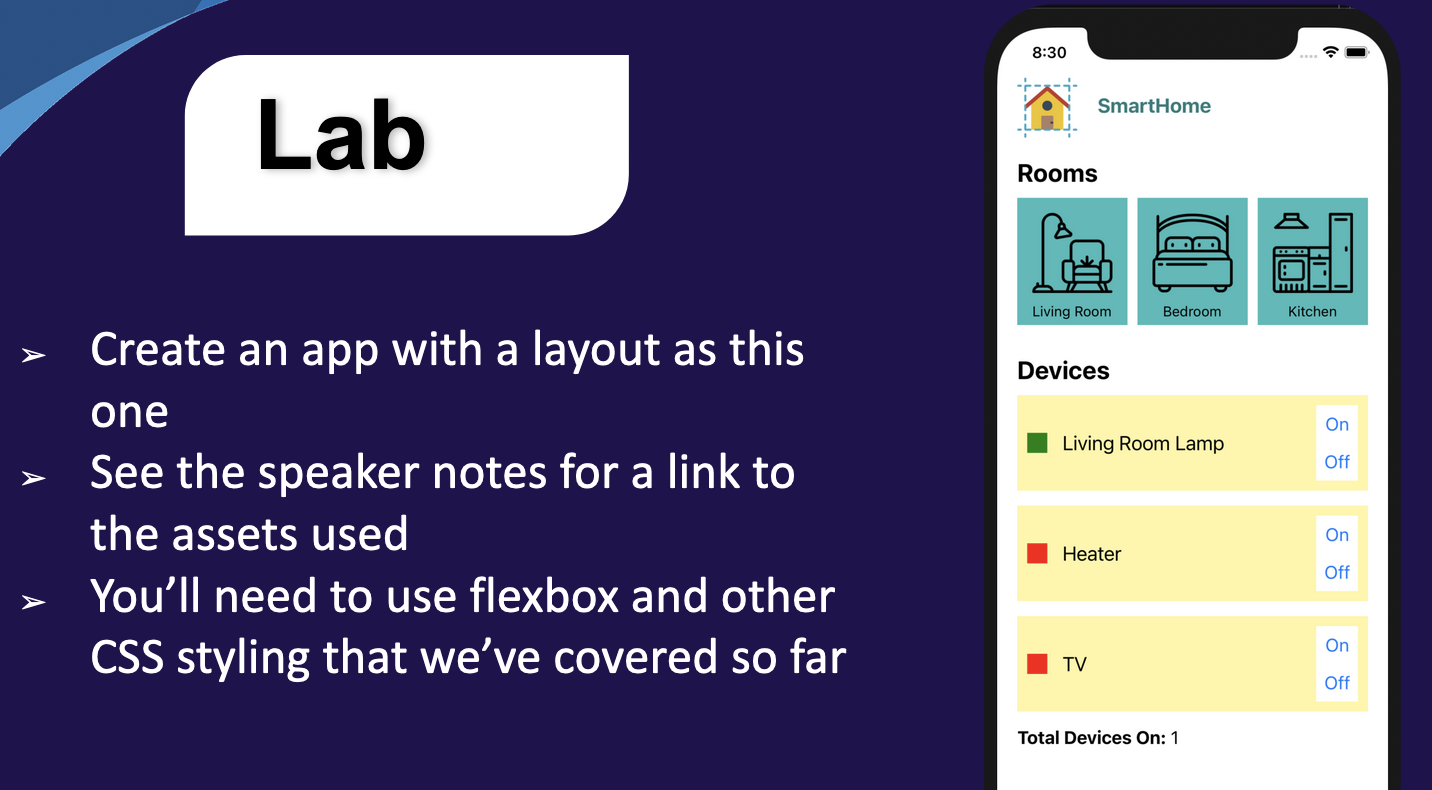 Lab
➢ Create an app with a layout as this
one
➢ See the speaker notes for a link to
the assets used
➢ You’ll need to use flexbox and other
CSS styling that we’ve covered so far
8:30
SmartHome
Rooms
Living Room
Bedroom
Kitchen
Devices
Living Room Lamp
On
Off
Heater
On
Off
TV
On
Off
Total Devices On: 1